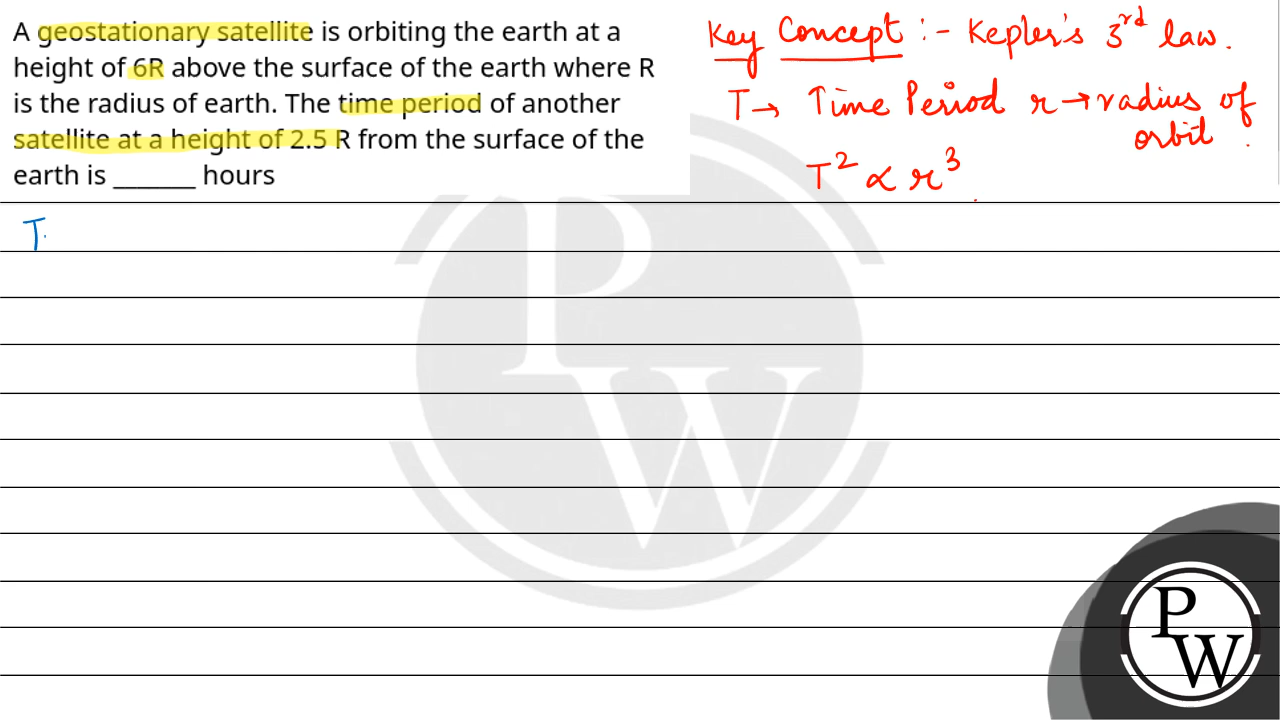 A geostationary satellite is orbiting the earth at a
height of 6R above the surface of the earth where R
is the radius of earth. The time period of another
satellite at a height of 2.5 R from the surface of the
earth is ______ hours
Key Concept :- Kepler's 3rd law.
T → Time Period r → radius of
orbit.
T² ∝ r³
T
PW
PW